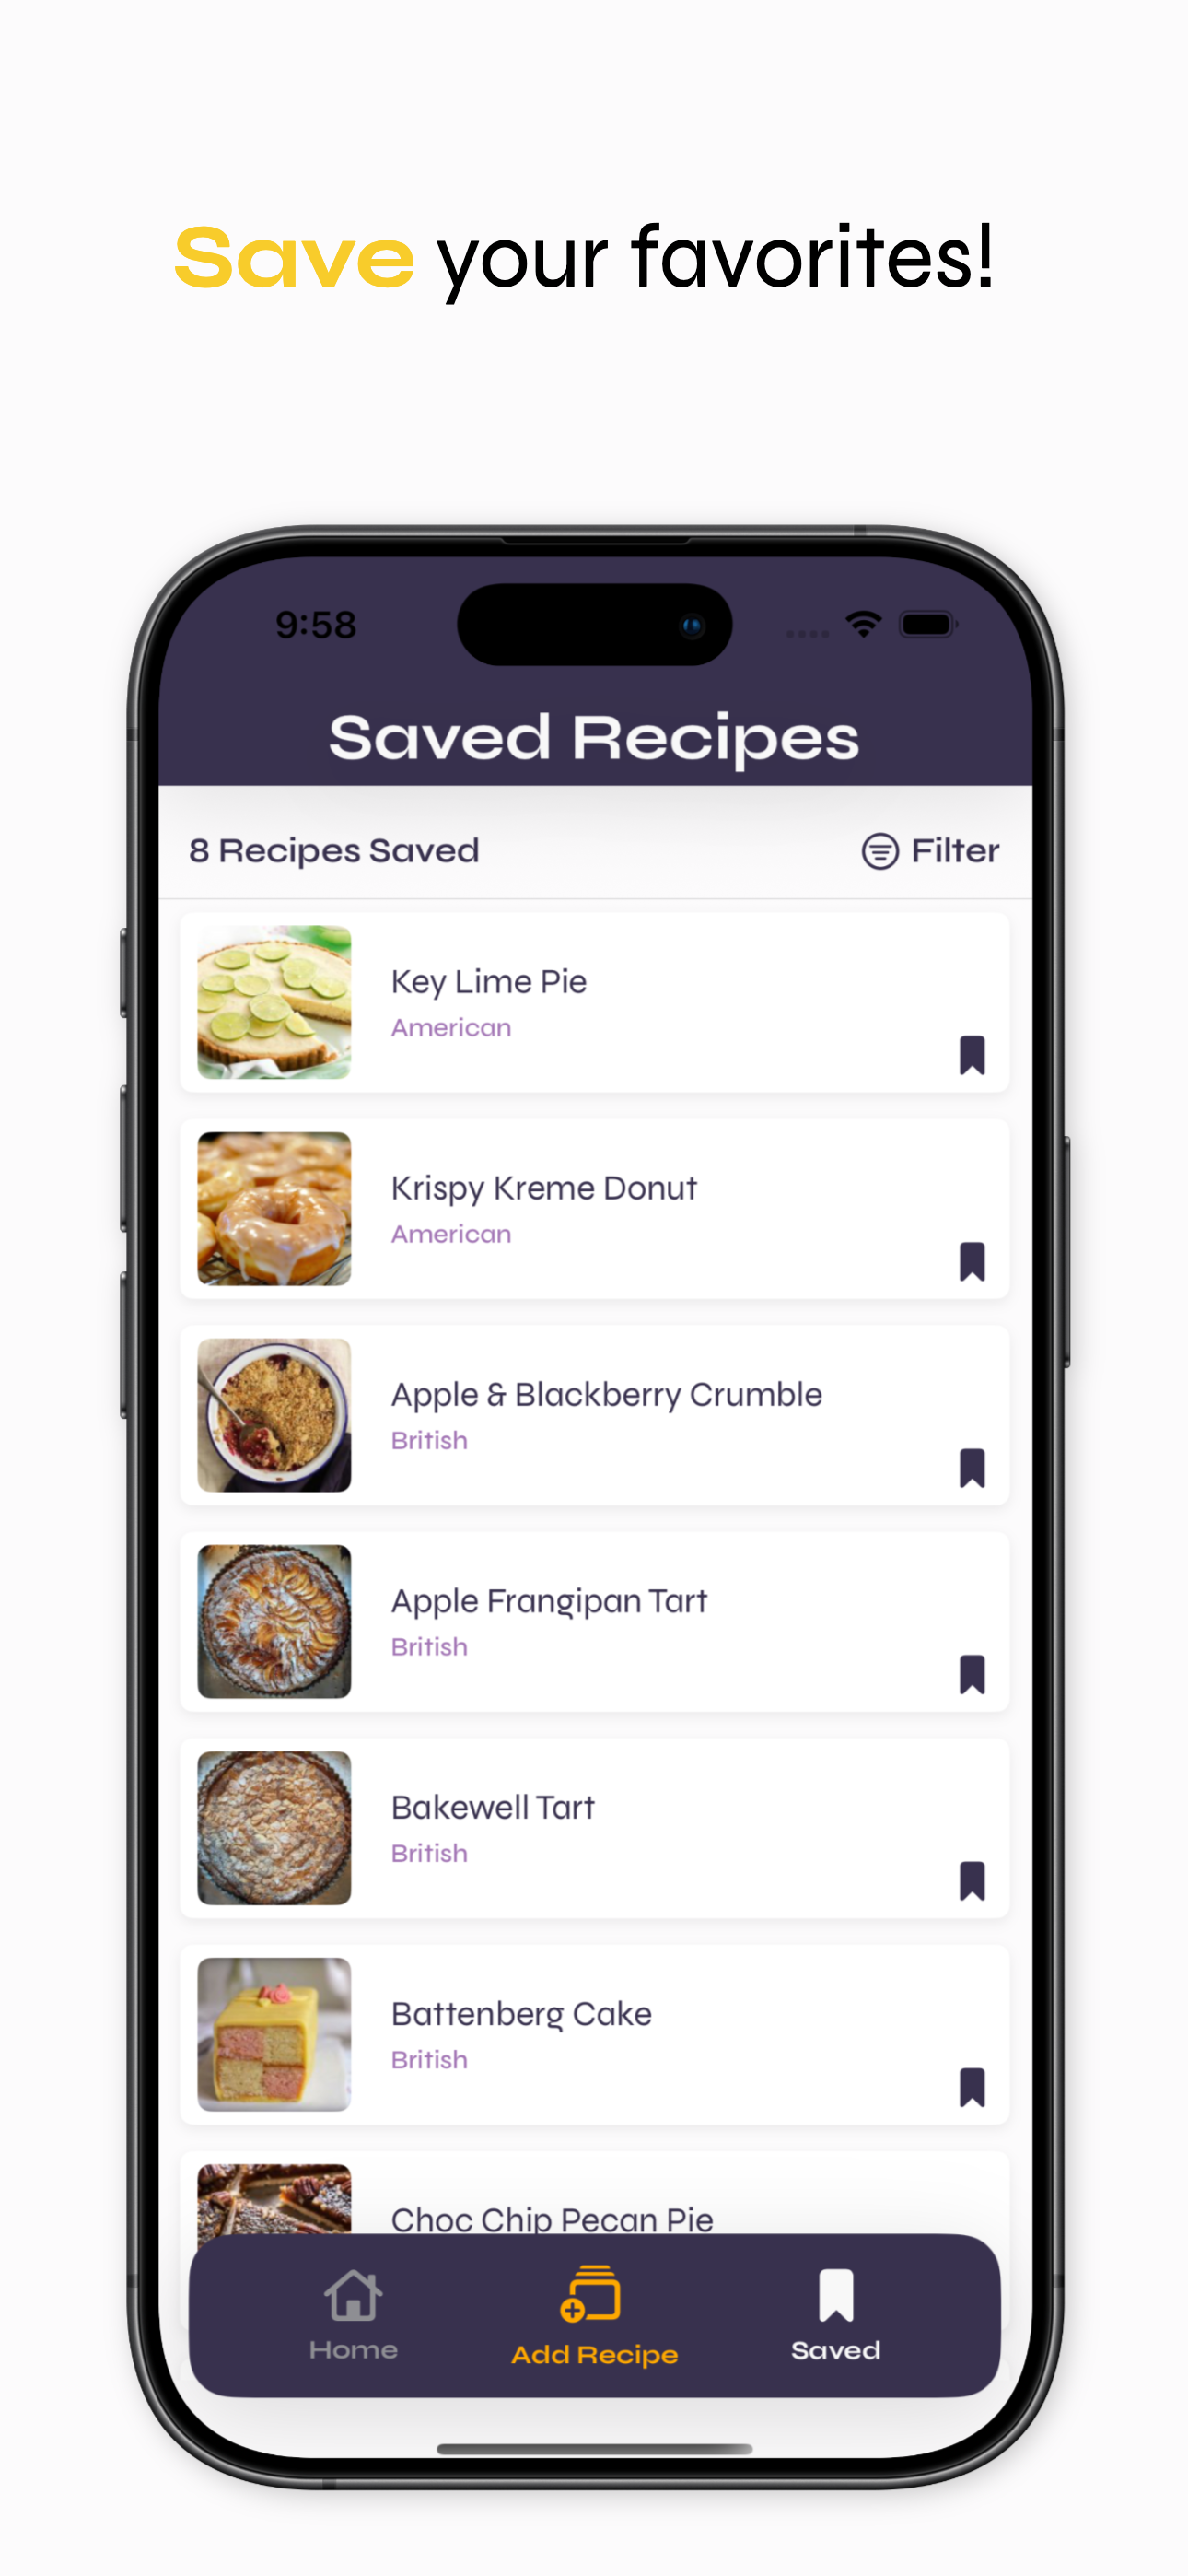 Save your favorites!
9:58
Saved Recipes
8 Recipes Saved
Filter
Key Lime Pie
American
Krispy Kreme Donut
American
Apple & Blackberry Crumble
British
Apple Frangipan Tart
British
Bakewell Tart
British
Battenberg Cake
British
Choc Chip Pecan Pie
Home
Add Recipe
Saved